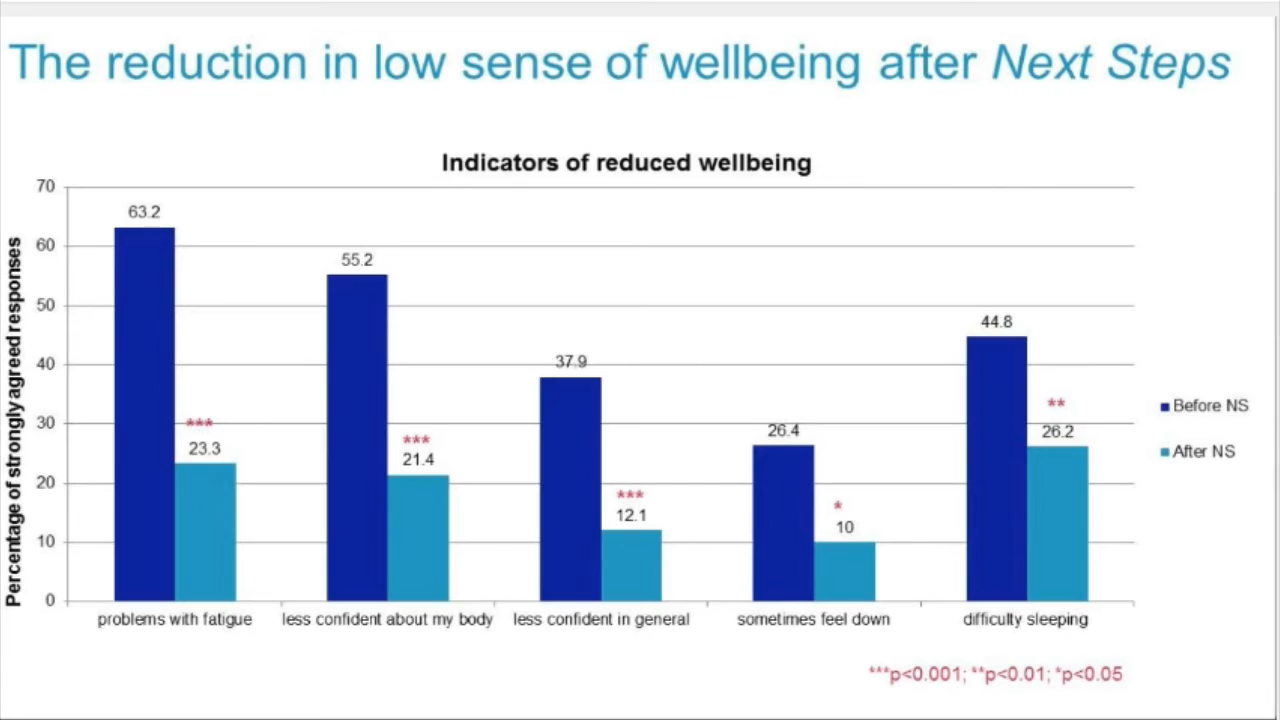 The reduction in low sense of wellbeing after Next Steps
Indicators of reduced wellbeing
Percentage of strongly agreed responses
70
60
50
40
30
20
10
0
63.2
***
23.3
55.2
***
21.4
37.9
***
12.1
26.4
*
10
44.8
**
26.2
problems with fatigue
less confident about my body
less confident in general
sometimes feel down
difficulty sleeping
Before NS
After NS
***p<0.001; **p<0.01; *p<0.05